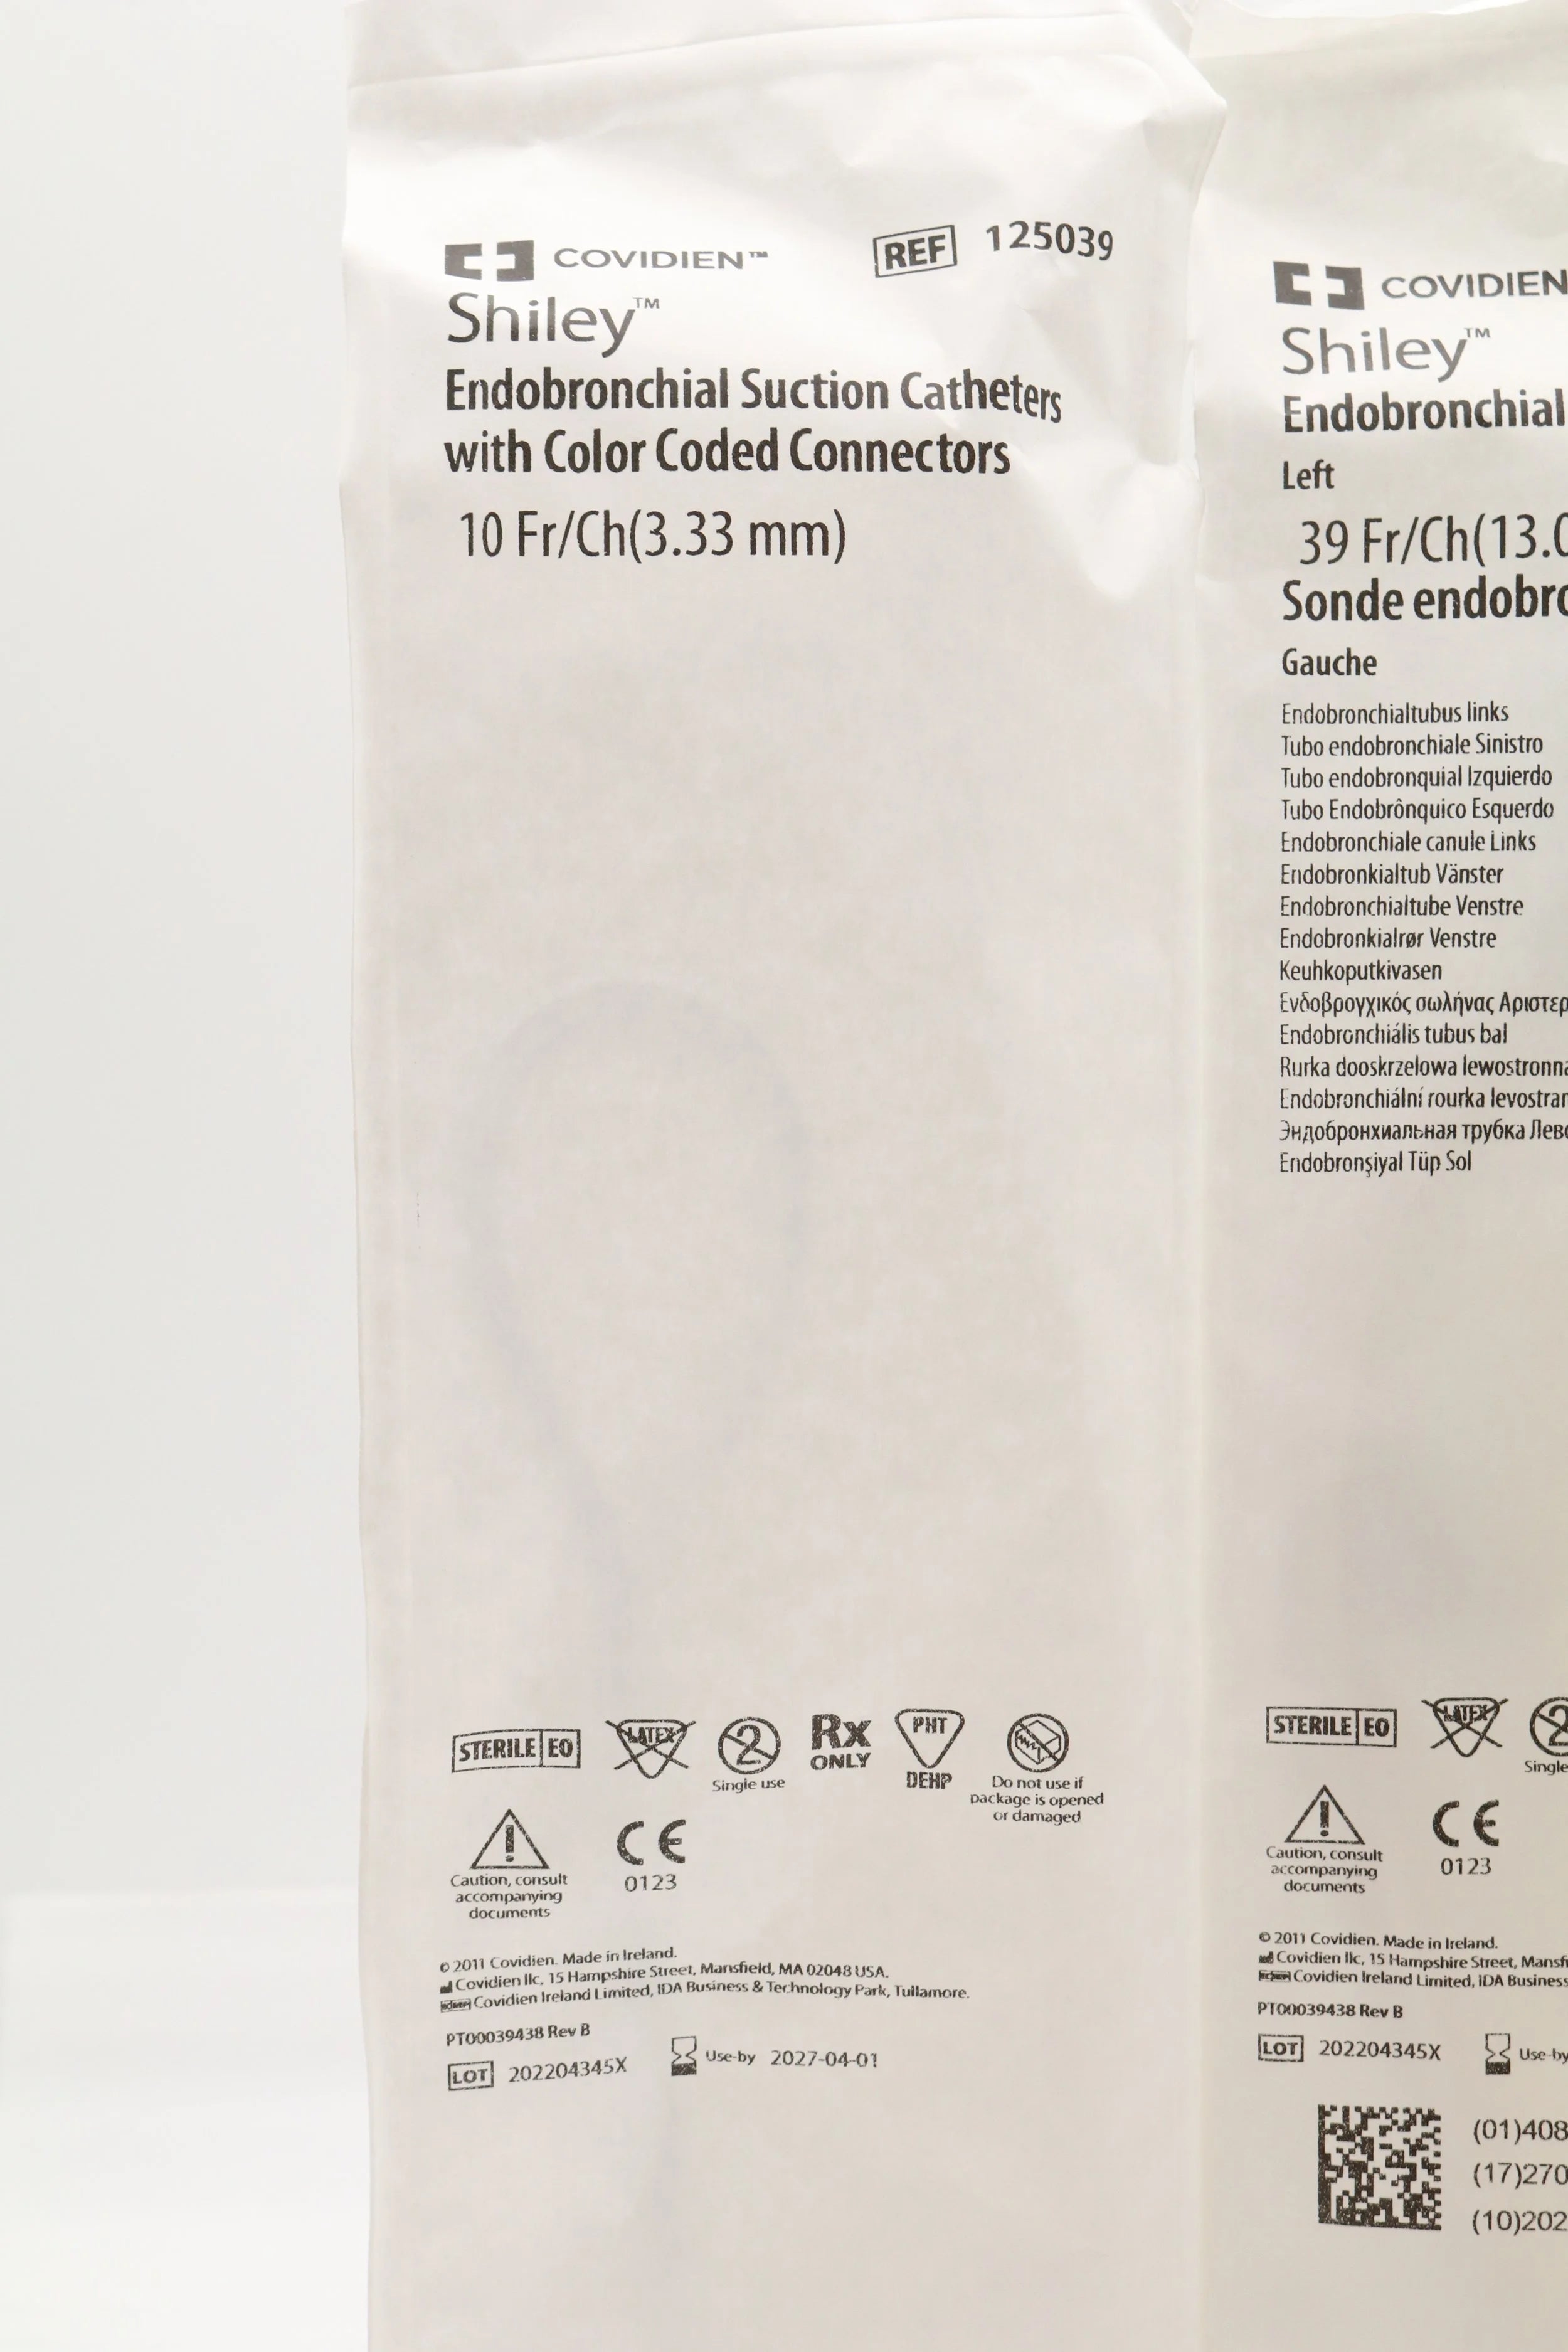 COVIDIEN™
REF 125039
Shiley™
Endobronchial Suction Catheters
with Color Coded Connectors
10 Fr/Ch(3.33 mm)
STERILE EO
LATEX
2
Single use
Rx
ONLY
PHT
DEHP
Do not use if
package is opened
or damaged
!
Caution, consult
accompanying
documents
CE
0123
© 2011 Covidien. Made in Ireland.
Covidien llc, 15 Hampshire Street, Mansfield, MA 02048 USA.
Covidien Ireland Limited, IDA Business & Technology Park, Tullamore.
PT00039438 Rev B
LOT 202204345X
Use-by 2027-04-01
COVIDIEN
Shiley™
Endobronchial
Left
39 Fr/Ch(13.0
Sonde endobro
Gauche
Endobronchialtubus links
Tubo endobronchiale Sinistro
Tubo endobronquial Izquierdo
Tubo Endobrônquico Esquerdo
Endobronchiale canule Links
Endobronkialtub Vänster
Endobronchialtube Venstre
Endobronkialrør Venstre
Keuhkoputkivasen
Ενδοβρογχικός σωλήνας Αριστερ
Endobronchiális tubus bal
Rurka dooskrzelowa lewostronna
Endobronchiální rourka levostran
Эндобронхиальная трубка Лево
Endobronşiyal Tüp Sol
STERILE EO
LATEX
2
Single
!
Caution, consult
accompanying
documents
CE
0123
© 2011 Covidien. Made in Ireland.
Covidien llc, 15 Hampshire Street, Mansfi
Covidien Ireland Limited, IDA Business
PT00039438 Rev B
LOT 202204345X
Use-by
(01)408
(17)270
(10)202